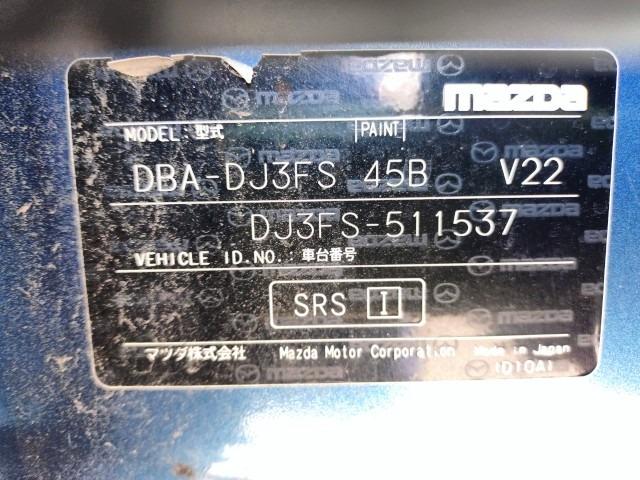 mazda
MODEL: 型式 PAINT
DBA-DJ3FS 45B V22
DJ3FS-511537
VEHICLE ID.NO.: 車台番号
SRS I
マツダ株式会社 Mazda Motor Corporation Made in Japan
1D10A1